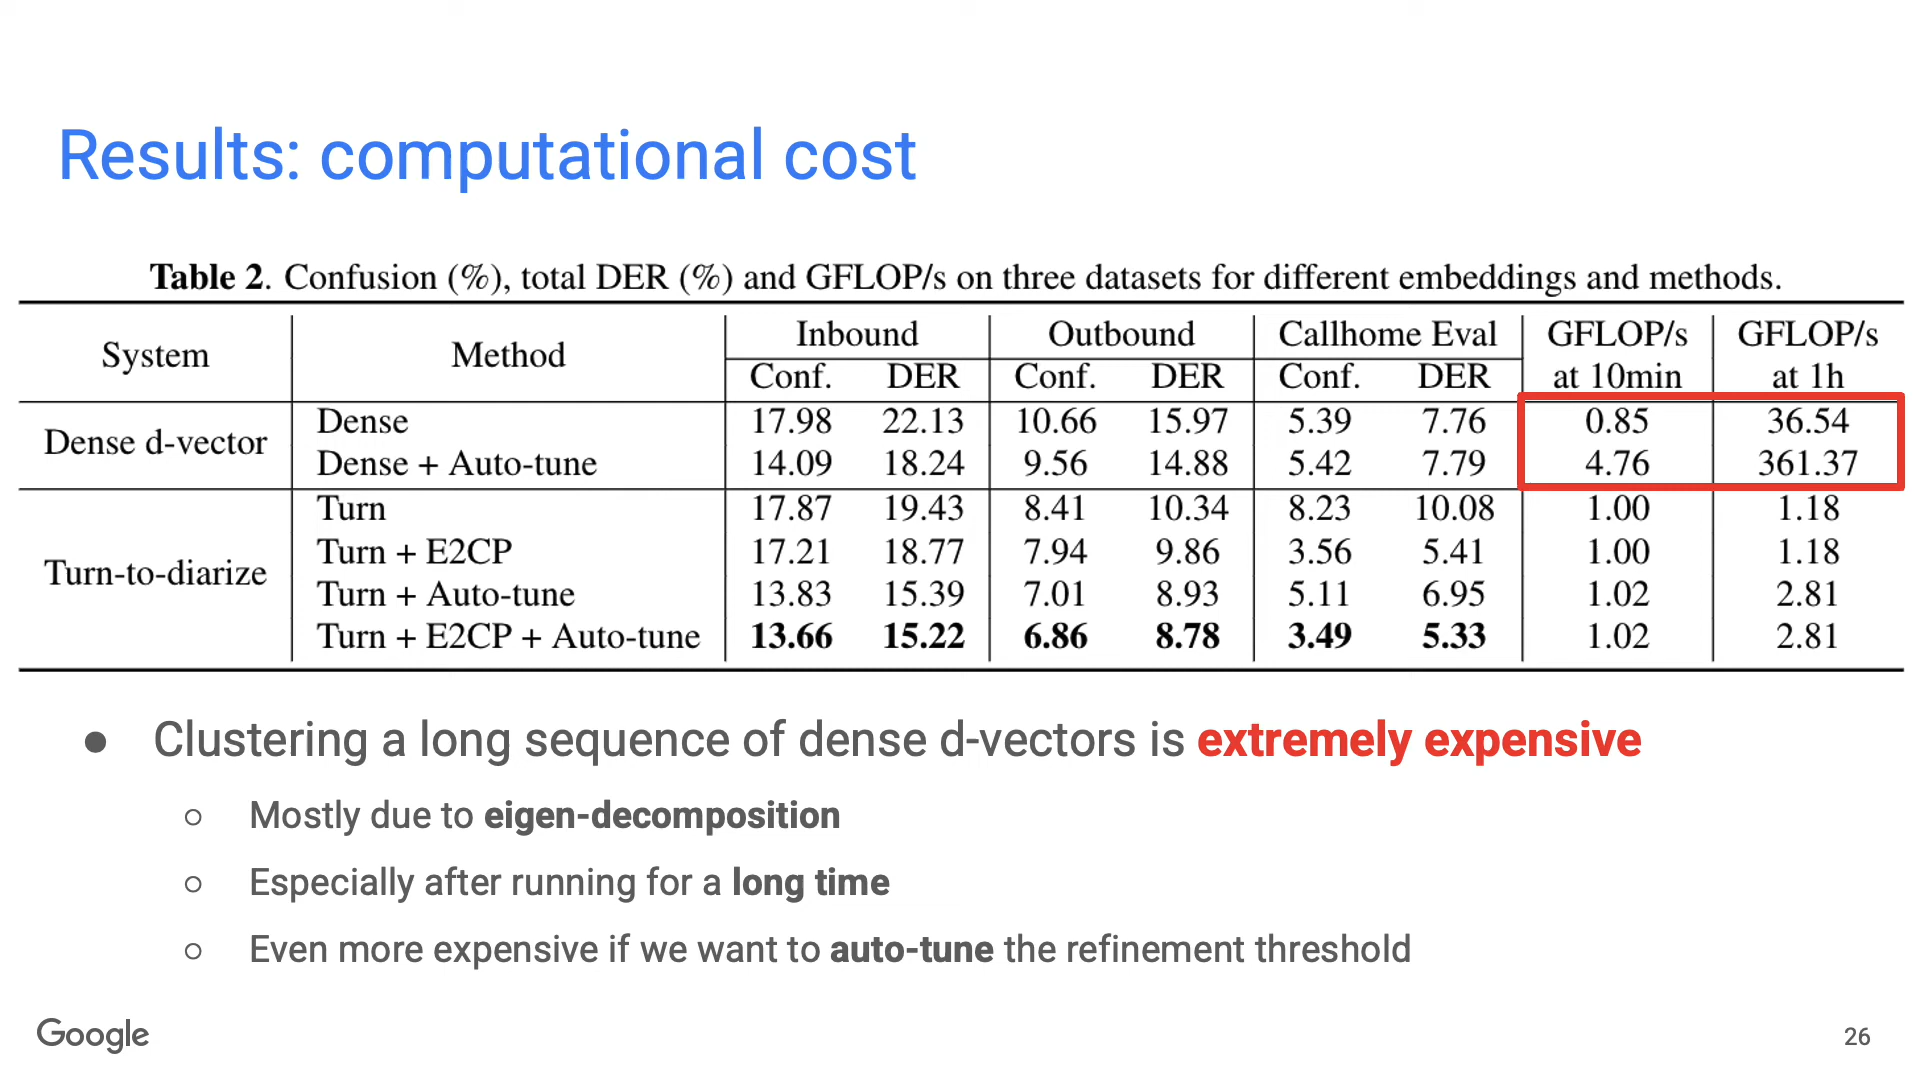 Results: computational cost
Table 2. Confusion (%), total DER (%) and GFLOP/s on three datasets for different embeddings and methods.
System Method Inbound Outbound Callhome Eval GFLOP/s GFLOP/s
Conf. DER Conf. DER Conf. DER at 10min at 1h
Dense d-vector
Dense 17.98 22.13 10.66 15.97 5.39 7.76 0.85 36.54
Dense + Auto-tune 14.09 18.24 9.56 14.88 5.42 7.79 4.76 361.37
Turn-to-diarize
Turn 17.87 19.43 8.41 10.34 8.23 10.08 1.00 1.18
Turn + E2CP 17.21 18.77 7.94 9.86 3.56 5.41 1.00 1.18
Turn + Auto-tune 13.83 15.39 7.01 8.93 5.11 6.95 1.02 2.81
Turn + E2CP + Auto-tune 13.66 15.22 6.86 8.78 3.49 5.33 1.02 2.81
● Clustering a long sequence of dense d-vectors is extremely expensive
○ Mostly due to eigen-decomposition
○ Especially after running for a long time
○ Even more expensive if we want to auto-tune the refinement threshold
Google
26